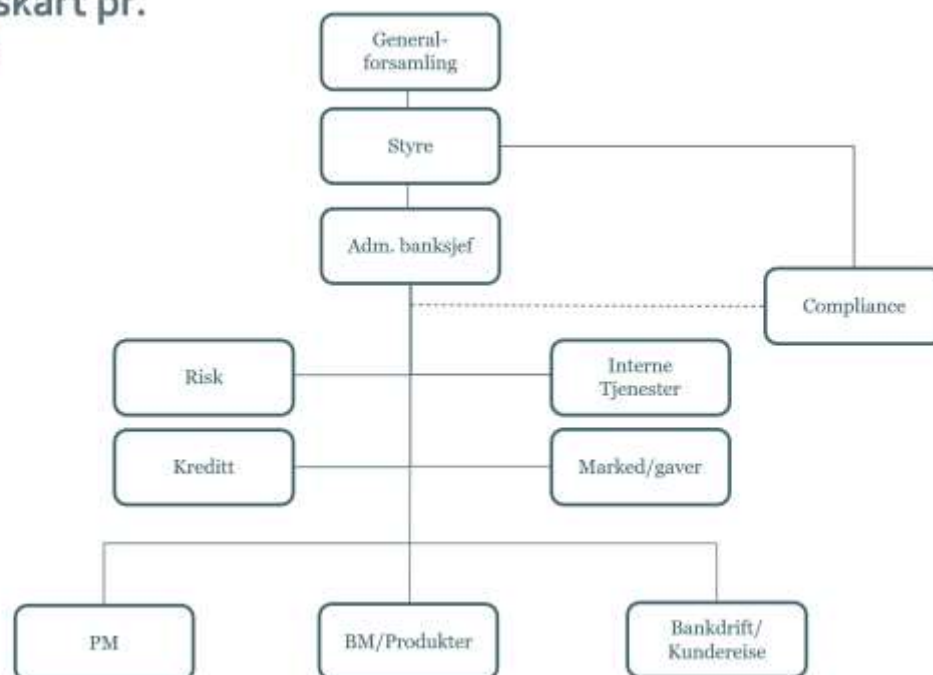 skart pr.
General-
forsamling
Styre
Adm. banksjef
Compliance
Risk
Interne
Tjenester
Kreditt
Marked/gaver
PM
BM/Produkter
Bankdrift/
Kundereise